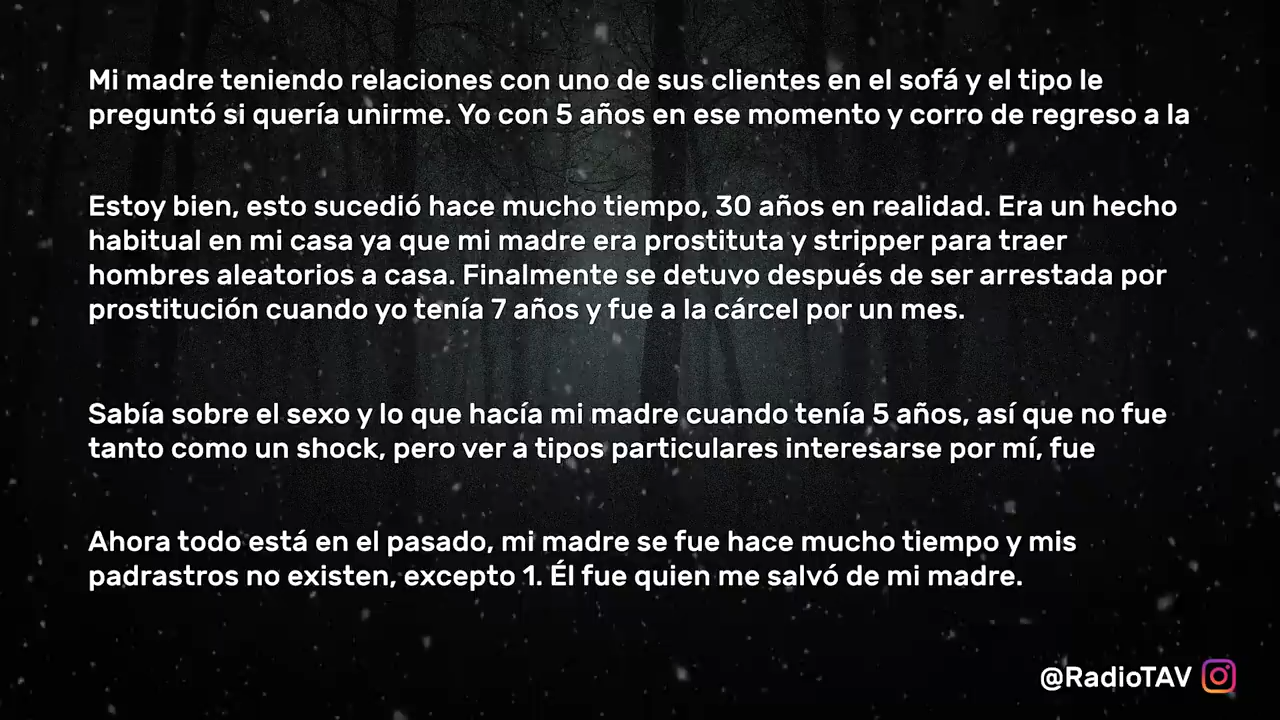 Mi madre teniendo relaciones con uno de sus clientes en el sofá y el tipo le
preguntó si quería unirme. Yo con 5 años en ese momento y corro de regreso a la
Estoy bien, esto sucedió hace mucho tiempo, 30 años en realidad. Era un hecho
habitual en mi casa ya que mi madre era prostituta y stripper para traer
hombres aleatorios a casa. Finalmente se detuvo después de ser arrestada por
prostitución cuando yo tenía 7 años y fue a la cárcel por un mes.
Sabía sobre el sexo y lo que hacía mi madre cuando tenía 5 años, así que no fue
tanto como un shock, pero ver a tipos particulares interesarse por mí, fue
Ahora todo está en el pasado, mi madre se fue hace mucho tiempo y mis
padrastros no existen, excepto 1. Él fue quien me salvó de mi madre.
@RadioTAV